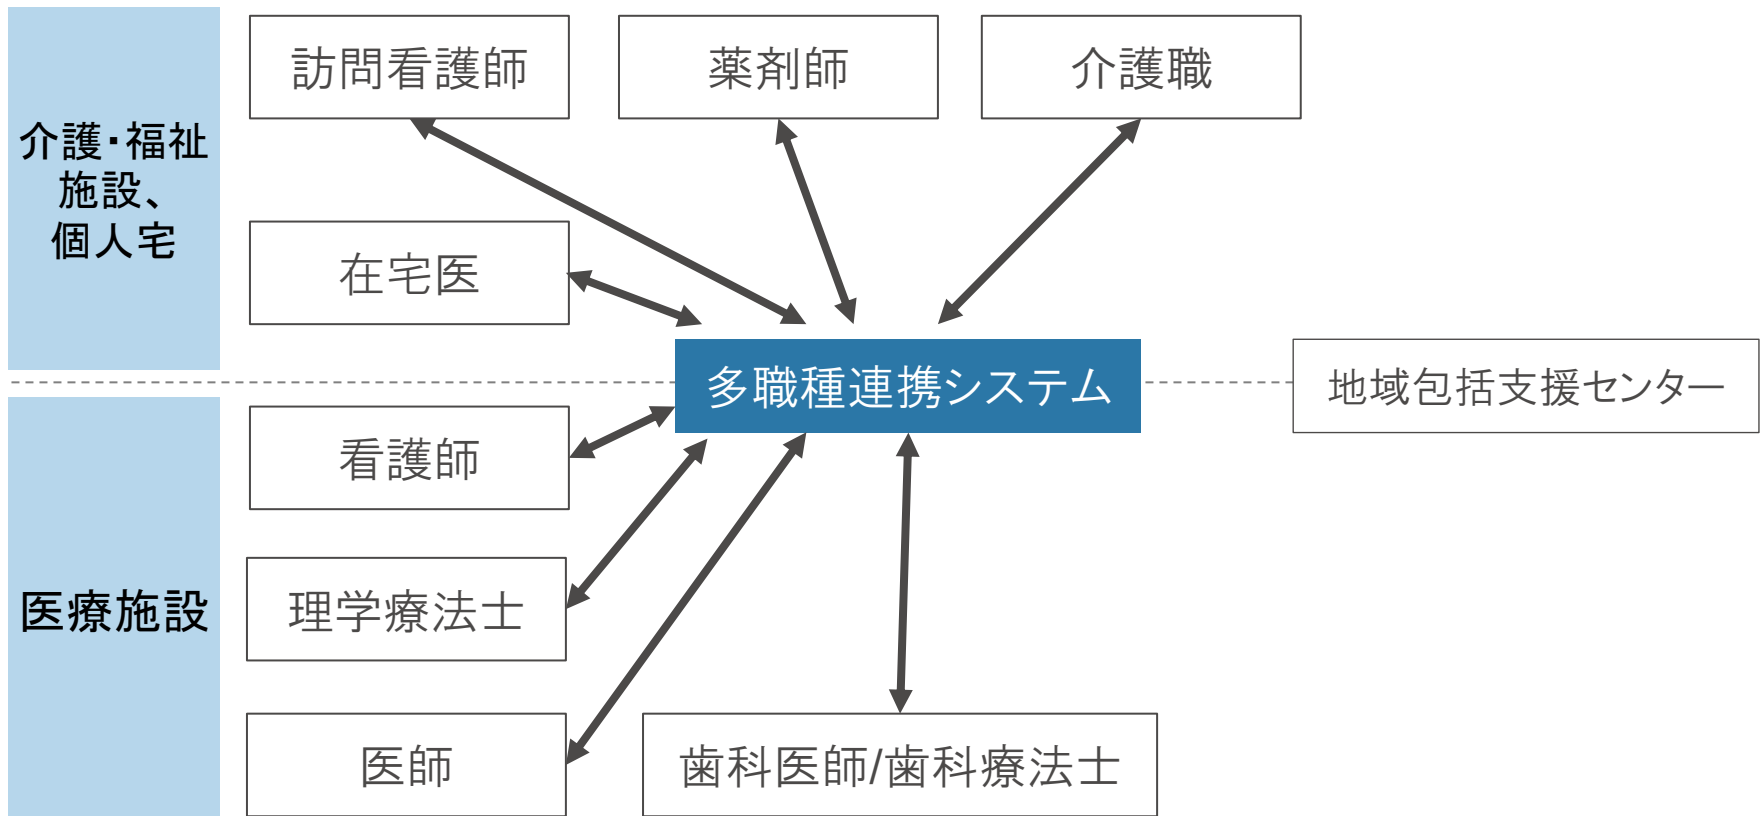 訪問看護師
薬剤師
介護職
介護・福祉
施設、
個人宅
在宅医
多職種連携システム
地域包括支援センター
看護師
医療施設
理学療法士
医師
歯科医師/歯科療法士